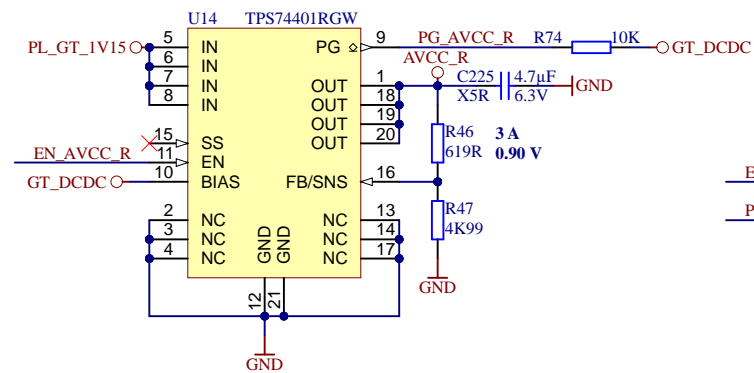 U14 TPS74401RGW
PL_GT_1V15 5 IN PG 9 PG_AVCC_R R74 10K GT_DCDC
6 IN AVCC_R
7 IN OUT 1 C225 4.7µF GND
8 IN OUT 18 X5R 6.3V
OUT 19
15 SS OUT 20 R46 3 A
EN_AVCC_R 11 EN 619R 0.90 V
GT_DCDC 10 BIAS FB/SNS 16 E
R47
2 NC NC 13 4K99 P
3 NC NC 14
4 NC NC 17
GND GND
12 21 GND
GND